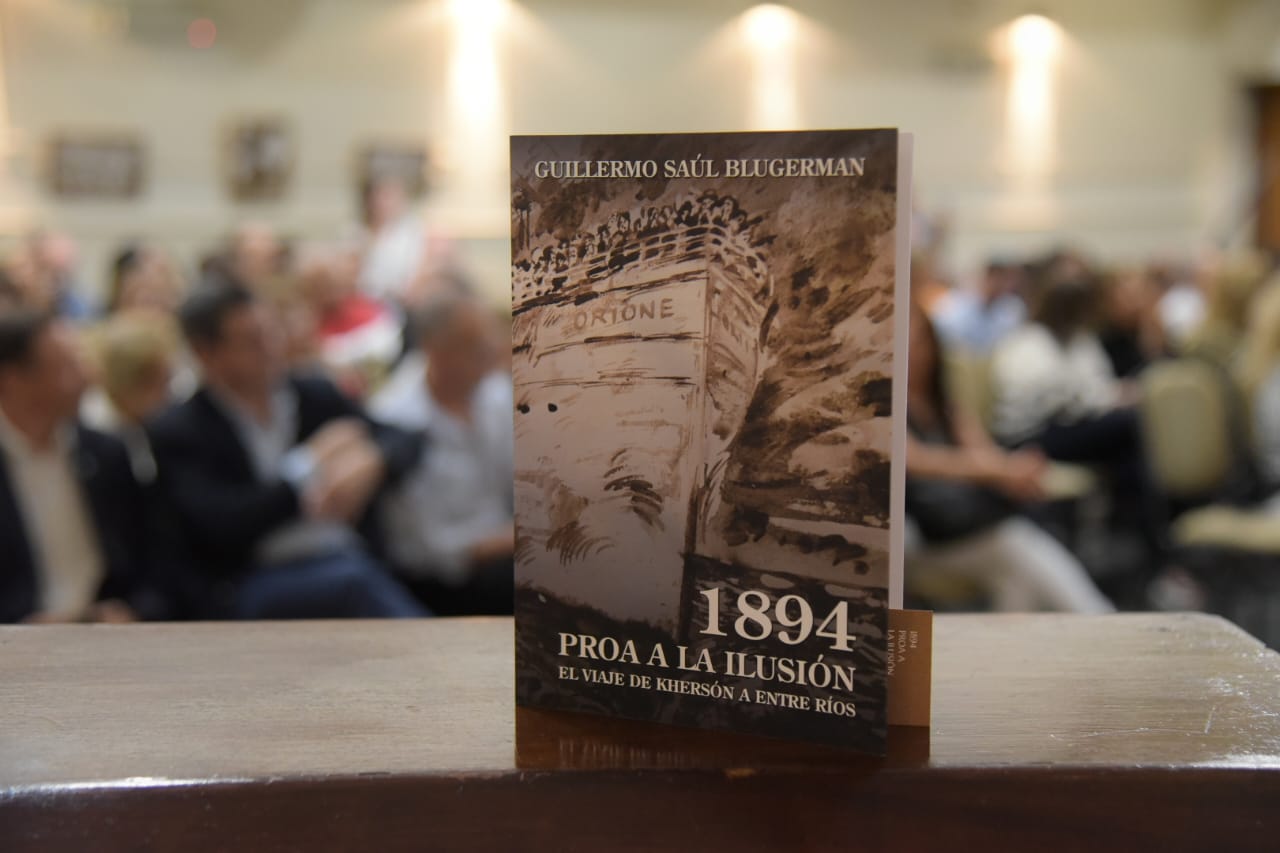 GUILLERMO SAÚL BLUGERMAN
ORIONE
1894
PROA A LA ILUSIÓN
EL VIAJE DE KHERSÓN A ENTRE RÍOS
1894
PROA A
LA ILUSIÓN